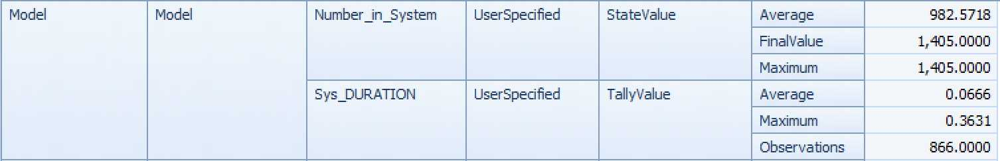 Model Model Number_in_System UserSpecified StateValue Average 982.5718
FinalValue 1,405.0000
Maximum 1,405.0000
Sys_DURATION UserSpecified TallyValue Average 0.0666
Maximum 0.3631
Observations 866.0000